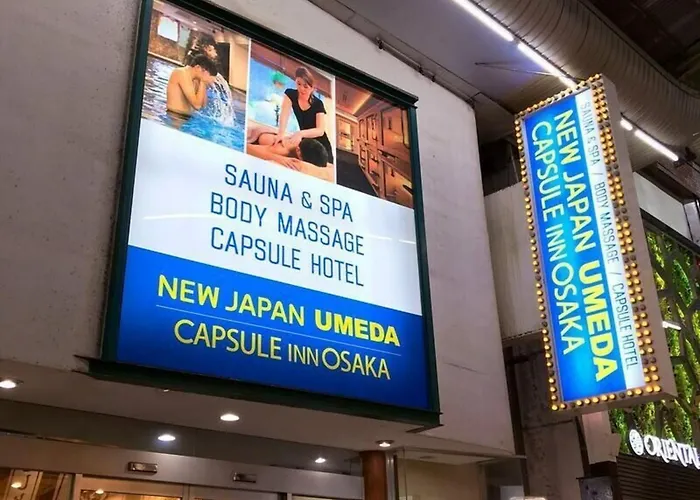 SAUNA & SPA
BODY MASSAGE
CAPSULE HOTEL
NEW JAPAN UMEDA
CAPSULE INN OSAKA
SAUNA & SPA / BODY MASSAGE / CAPSULE HOTEL
NEW JAPAN UMEDA
CAPSULE INN OSAKA
ORIENTAL